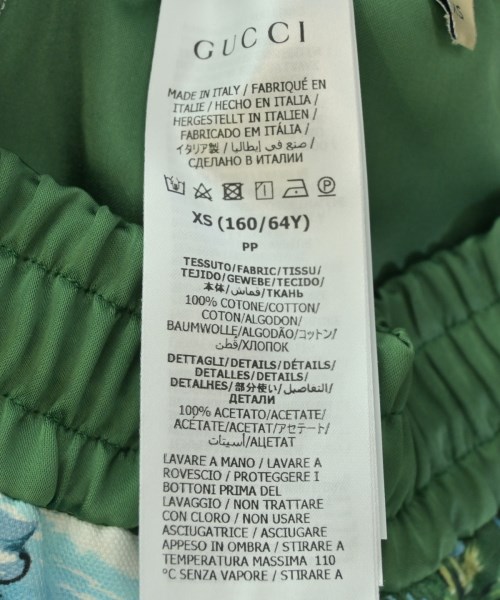 GUCCI
MADE IN ITALY / FABRIQUÉ EN
ITALIE / HECHO EN ITALIA /
HERGESTELLT IN ITALIEN /
FABRICADO EM ITÁLIA /
イタリア製 / صنع في إيطاليا /
СДЕЛАНО В ИТАЛИИ
XS (160/64Y)
PP
TESSUTO/FABRIC/TISSU/
TEJIDO/GEWEBE/TECIDO/
本体/قماش/ТКАНЬ
100% COTONE/COTTON/
COTON/ALGODON/
BAUMWOLLE/ALGODÃO/コットン/
قطن/ХЛОПОК
DETTAGLI/DETAILS/DÉTAILS/
DETALLES/DETAILS/
DETALHES/部分使い/التفاصيل/
ДЕТАЛИ
100% ACETATO/ACETATE/
ACÉTATE/ACETAT/アセテート/
أسيتات/АЦЕТАТ
LAVARE A MANO / LAVARE A
ROVESCIO / PROTEGGERE I
BOTTONI PRIMA DEL
LAVAGGIO / NON TRATTARE
CON CLORO / NON USARE
ASCIUGATRICE / ASCIUGARE
APPESO IN OMBRA / STIRARE A
TEMPERATURA MASSIMA 110
°C SENZA VAPORE / STIRARE A